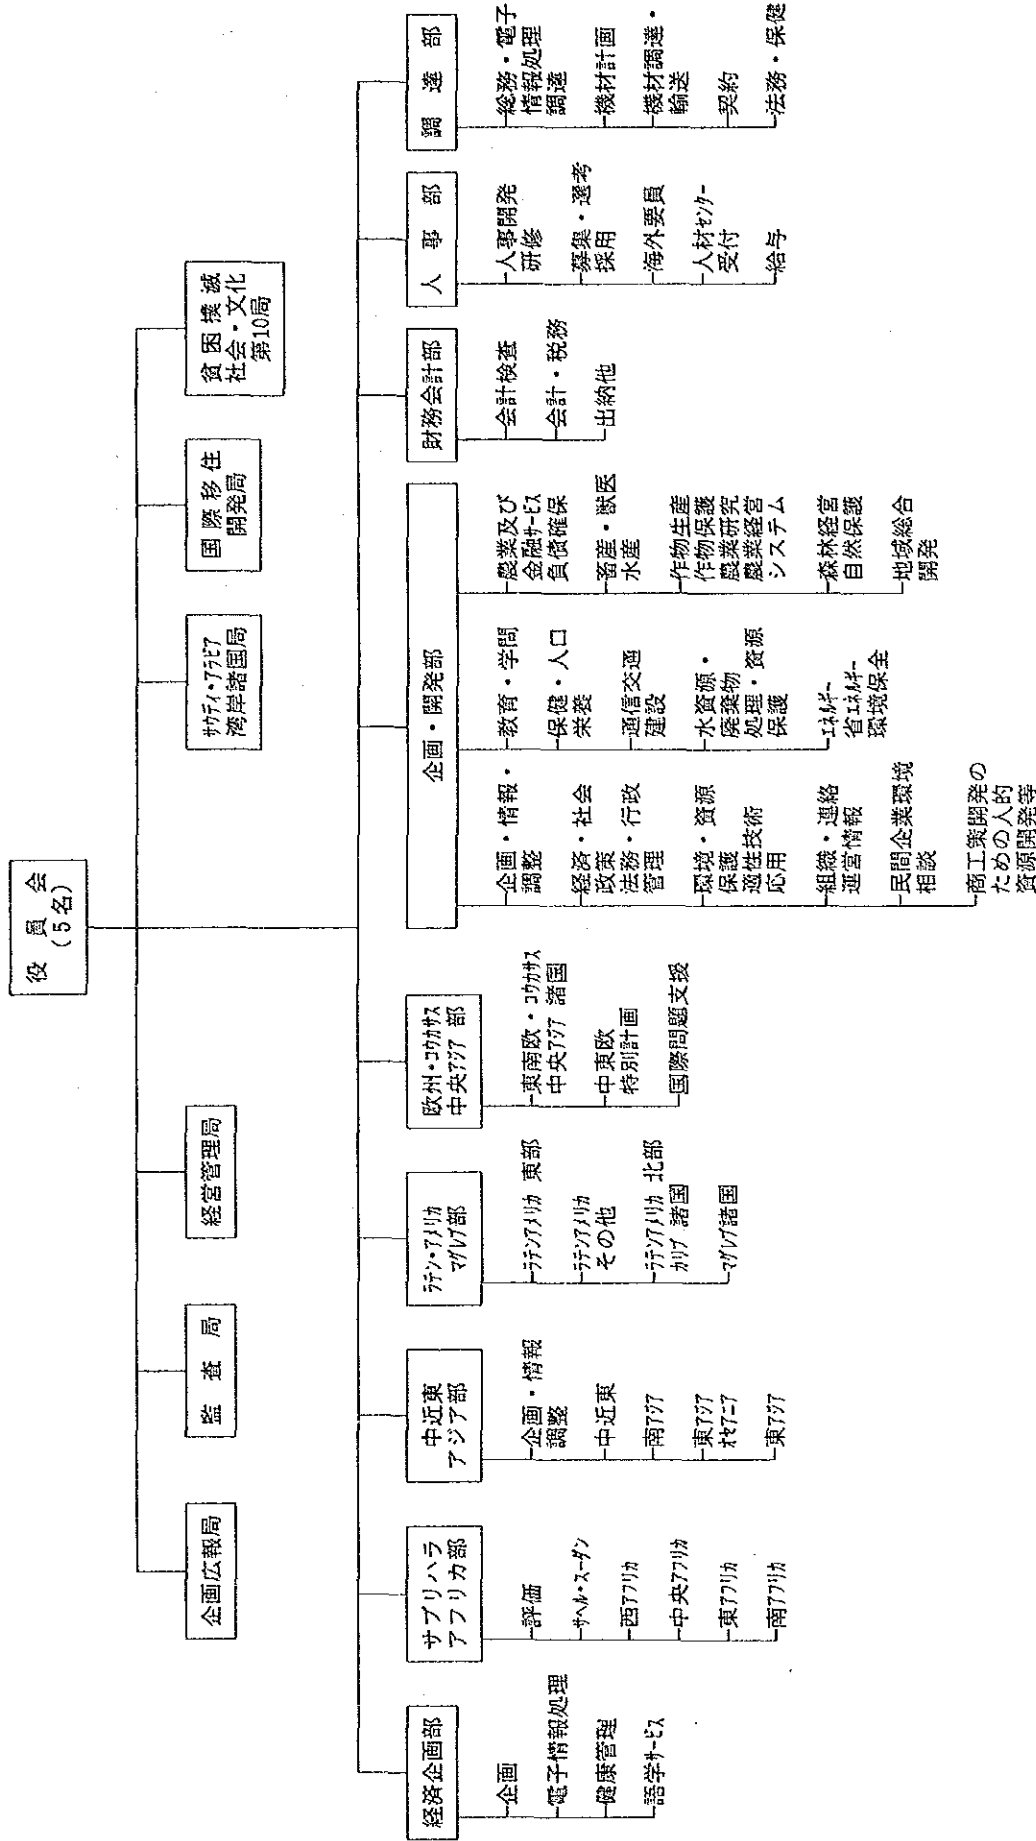 役員会
(5名)
企画広報局
監査局
経営管理局
サウディ・アラビア
湾岸諸国局
国際移住
開発局
貧困撲滅
社会・文化
第10局
経済企画部
企画
電子情報処理
健康管理
語学サービス
サブリハラ
アフリカ部
評価
サヘル・スーダン
西アフリカ
中央アフリカ
東アフリカ
南アフリカ
中近東
アジア部
企画・情報
調整
中近東
南アジア
東アジア
オセアニア
東アジア
ラテン・アメリカ
マグレブ部
ラテンアメリカ 東部
ラテンアメリカ
その他
ラテンアメリカ 北部
カリブ 諸国
マグレブ諸国
欧州・コウカサス
中央アジア 部
東南欧・コウカサス
中央アジア 諸国
中東欧
特別計画
国際問題支援
企画・開発部
企画・情報・
調整
経済・社会
政策
法務・行政
管理
環境・資源
保護
適性技術
応用
組織・連絡
運営情報
民間企業環境
相談
商工業開発の
ための人的
資源開発等
教育・学問
保健・人口
栄養
通信交通
建設
水資源・
廃棄物
処理・資源
保護
エネルギー
省エネルギー
環境保全
農業及び
金融サービス
負債確保
畜産・獣医
水産
作物生産
作物保護
農業研究
農業経営
システム
森林経営
自然保護
地域総合
開発
財務会計部
会計検査
会計・税務
出納他
人事部
人事開発
研修
募集・選考
採用
海外要員
人材センター
受付
給与
調達部
総務・電子
情報処理
調達
機材計画
機材調達・
輸送
契約
法務・保健